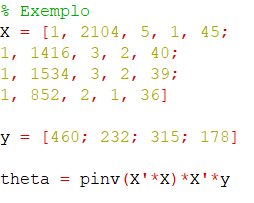 % Exemplo
X = [1, 2104, 5, 1, 45;
1, 1416, 3, 2, 40;
1, 1534, 3, 2, 39;
1, 852, 2, 1, 36]
y = [460; 232; 315; 178]
theta = pinv(X'*X)*X'*y